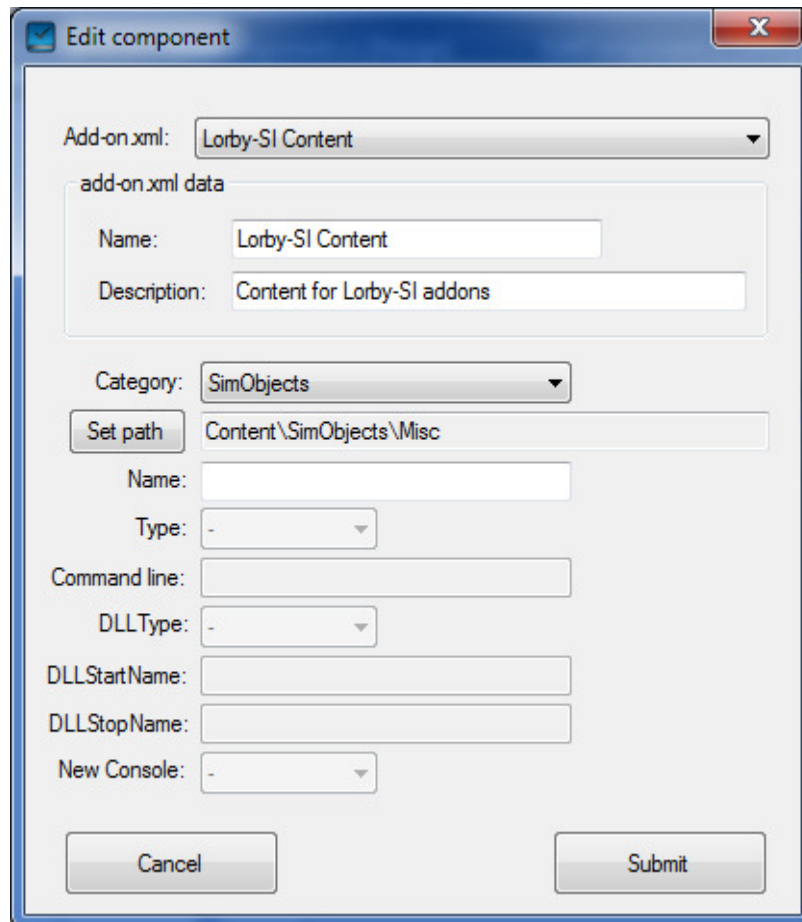 Edit component
Add-on.xml: Lorby-SI Content
add-on.xml data
Name: Lorby-SI Content
Description: Content for Lorby-SI addons
Category: SimObjects
Set path Content\SimObjects\Misc
Name:
Type: -
Command line:
DLLType: -
DLLStartName:
DLLStopName:
New Console: -
Cancel Submit